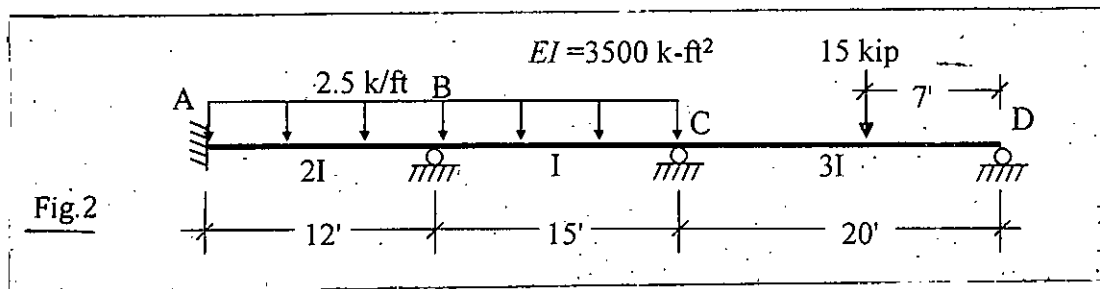 EI =3500 k-ft²
15 kip
2.5 k/ft
7'
A
B
C
D
2I
I
3I
Fig.2
12'
15'
20'